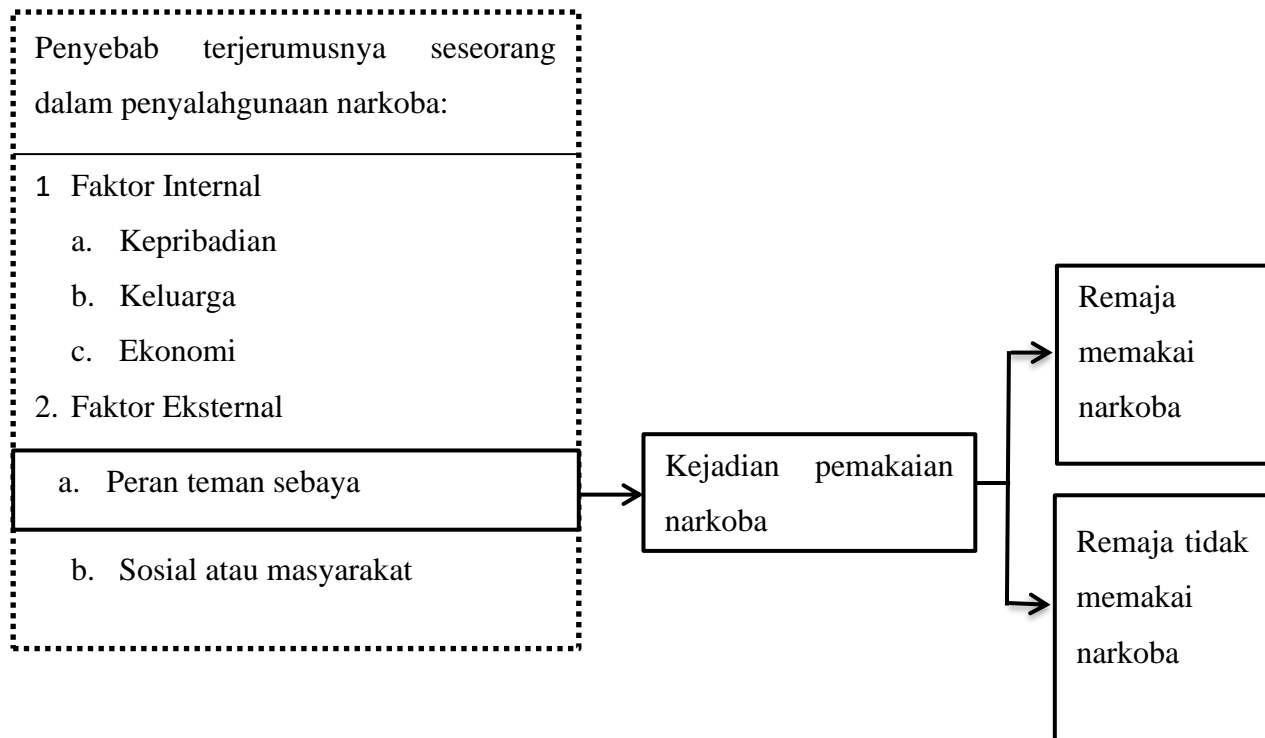 Penyebab terjerumusnya seseorang
dalam penyalahgunaan narkoba:
1 Faktor Internal
a. Kepribadian
b. Keluarga
c. Ekonomi
2. Faktor Eksternal
a. Peran teman sebaya
b. Sosial atau masyarakat
Kejadian pemakaian
narkoba
Remaja
memakai
narkoba
Remaja tidak
memakai
narkoba